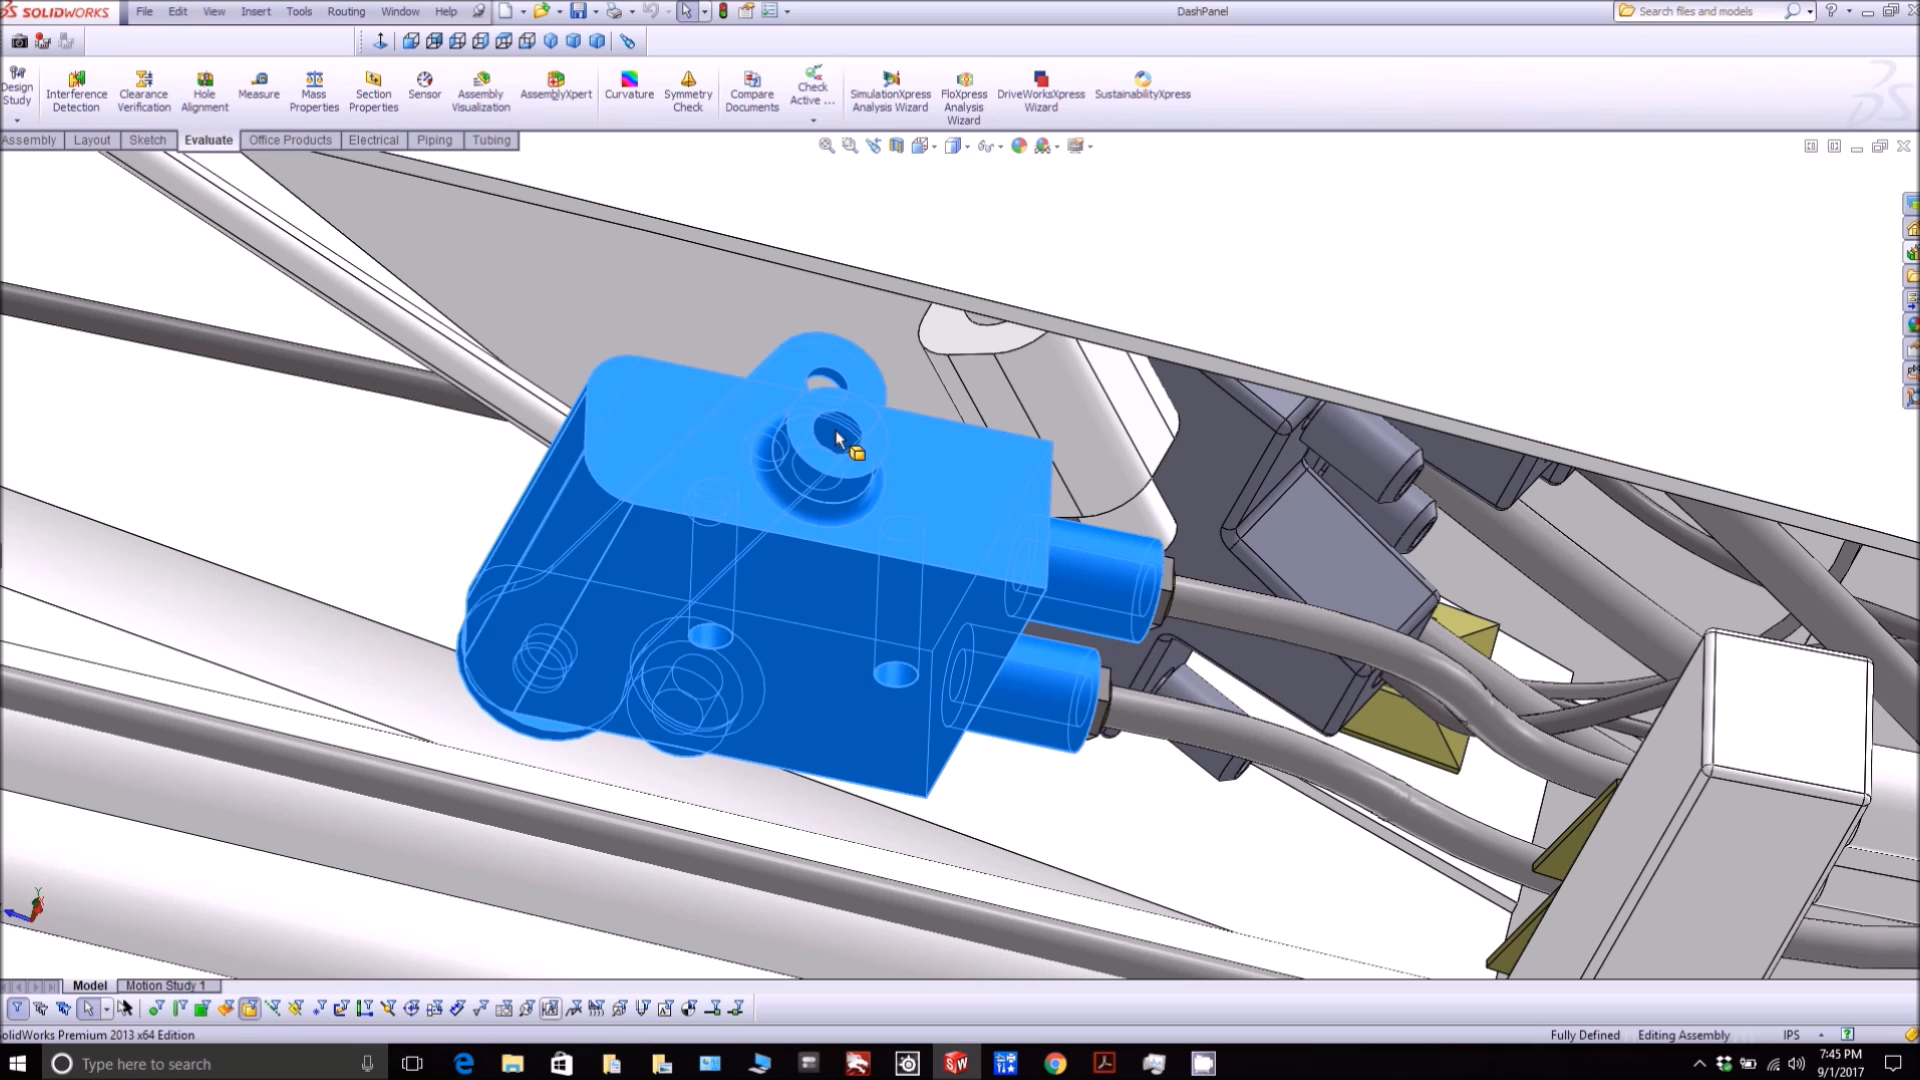 SOLIDWORKS File Edit View Insert Tools Routing Window Help DashPanel Search files and models
Design Study
Interference Detection
Clearance Verification
Hole Alignment
Measure
Mass Properties
Section Properties
Sensor
Assembly Visualization
AssemblyXpert
Curvature
Symmetry Check
Compare Documents
Check Active ...
SimulationXpress Analysis Wizard
FloXpress Analysis Wizard
DriveWorksXpress Wizard
SustainabilityXpress
Assembly Layout Sketch Evaluate Office Products Electrical Piping Tubing
Model Motion Study 1
olidWorks Premium 2013 x64 Edition Fully Defined Editing Assembly IPS
Type here to search
SW
7:45 PM
9/1/2017